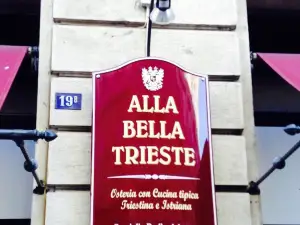 19B
ALLA
BELLA
TRIESTE
Osteria con Cucina tipica
Triestina e Istriana